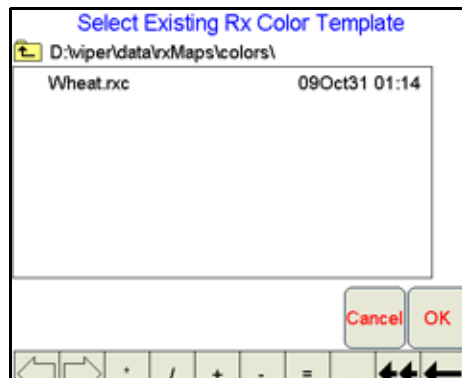 Select Existing Rx Color Template
D:\viper\data\rxMaps\colors\
Wheat.rxc 09Oct31 01:14
Cancel OK
* / + - =